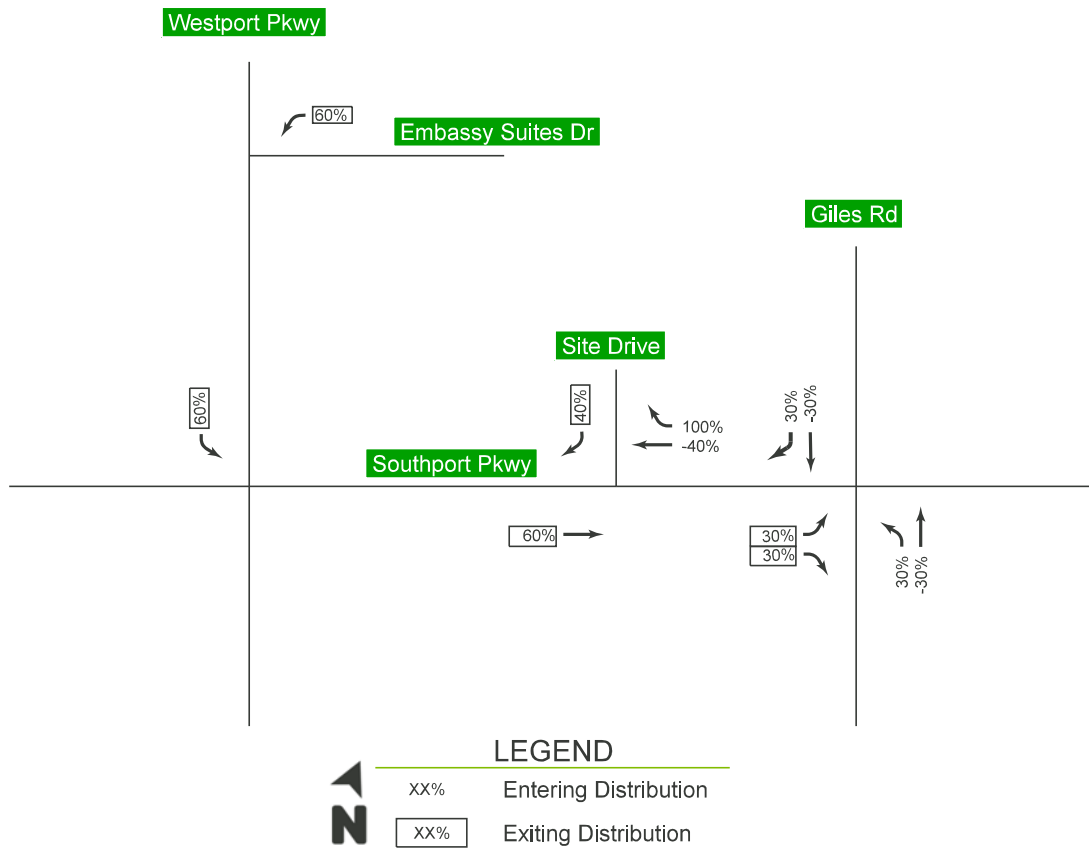 Westport Pkwy
60%
Embassy Suites Dr
Giles Rd
Site Drive
60%
40%
100%
-40%
30%
-30%
Southport Pkwy
60%
30%
30%
30%
-30%
LEGEND
XX% Entering Distribution
N
XX% Exiting Distribution